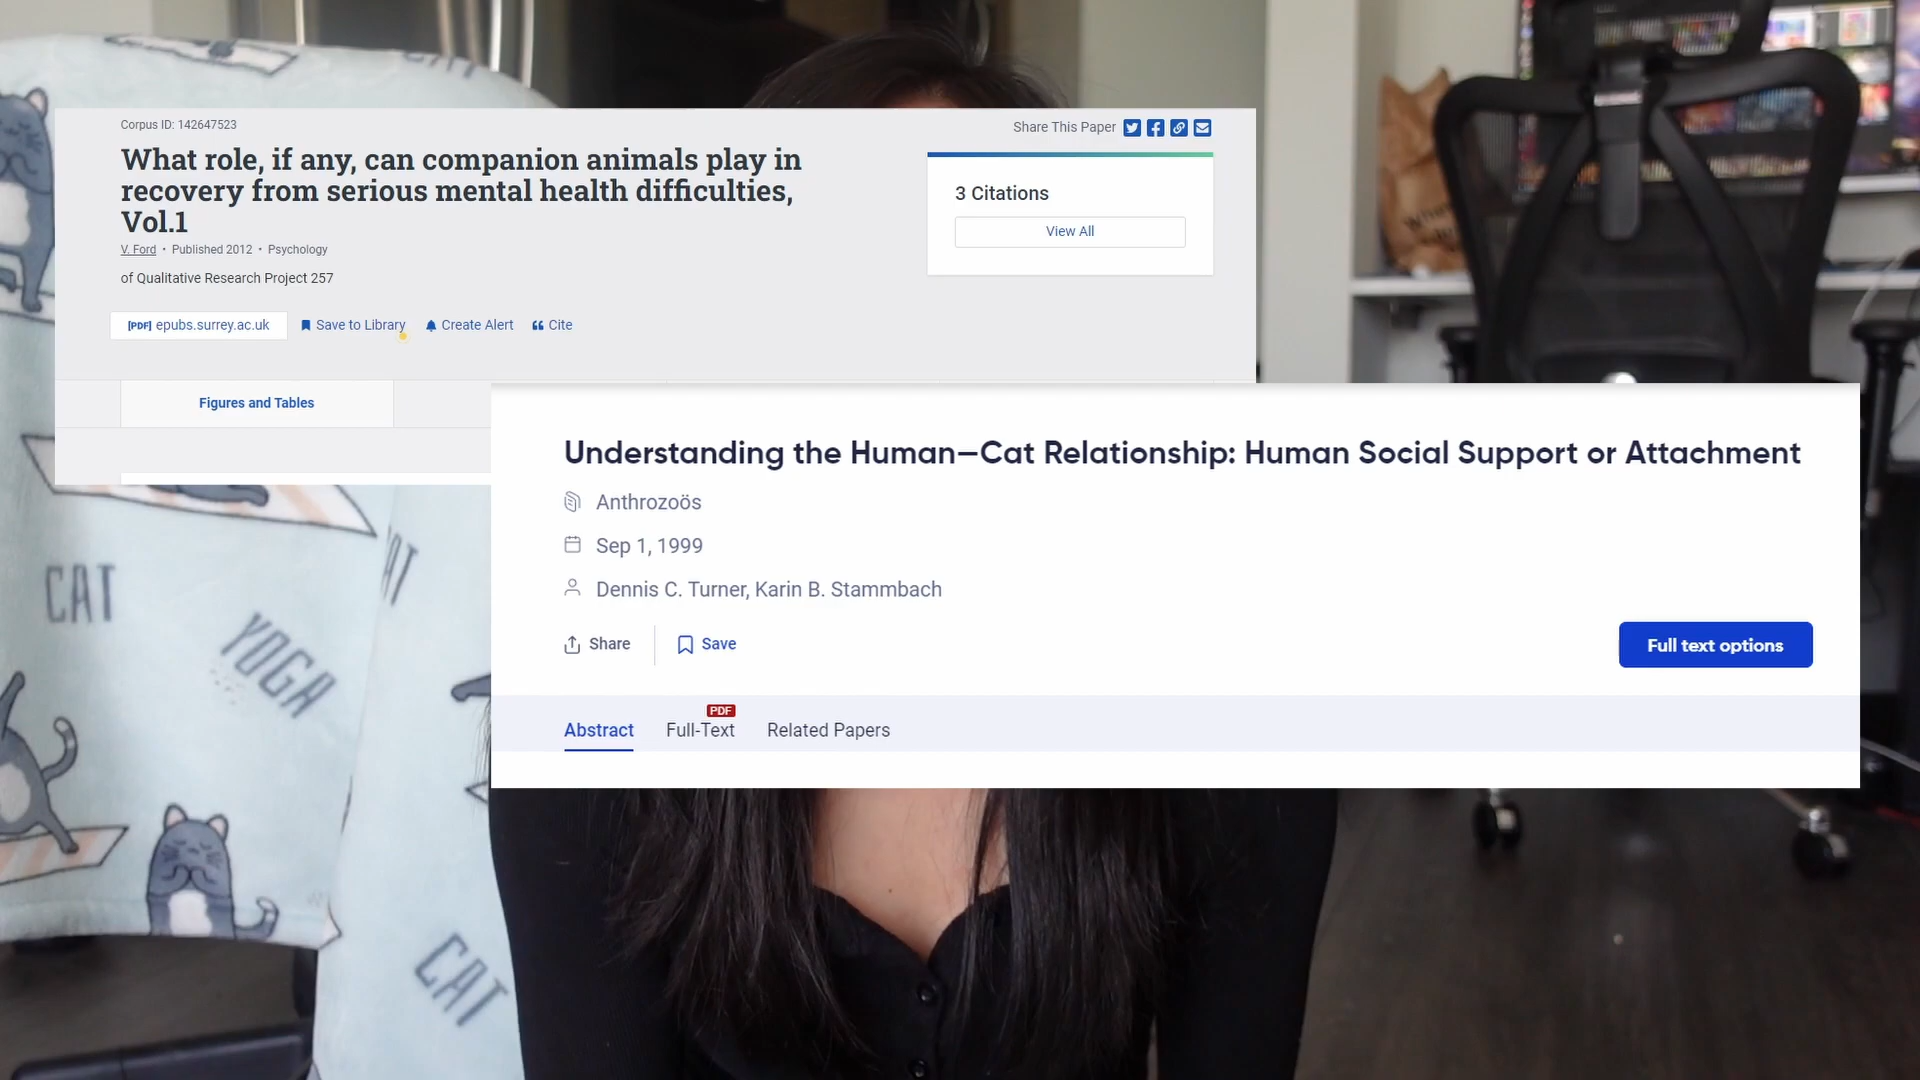 Corpus ID: 142647523
Share This Paper
What role, if any, can companion animals play in
recovery from serious mental health difficulties,
Vol.1
V. Ford • Published 2012 • Psychology
of Qualitative Research Project 257
3 Citations
View All
[PDF] epubs.surrey.ac.uk
Save to Library
Create Alert
Cite
Figures and Tables
Understanding the Human—Cat Relationship: Human Social Support or Attachment
Anthrozoös
Sep 1, 1999
Dennis C. Turner, Karin B. Stammbach
Share
Save
Full text options
Abstract
PDF
Full-Text
Related Papers
CAT
YOGA
CAT